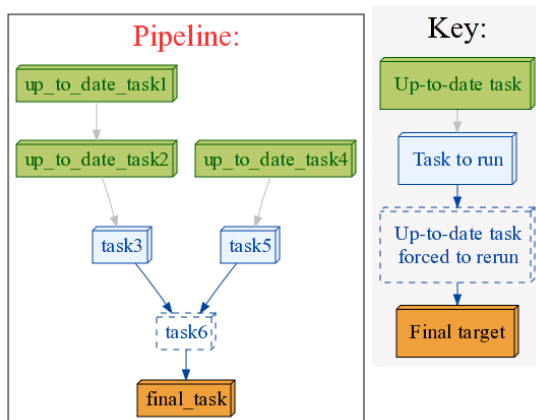 Pipeline:
up_to_date_task1
up_to_date_task2
up_to_date_task4
task3
task5
task6
final_task
Key:
Up-to-date task
Task to run
Up-to-date task
forced to rerun
Final target